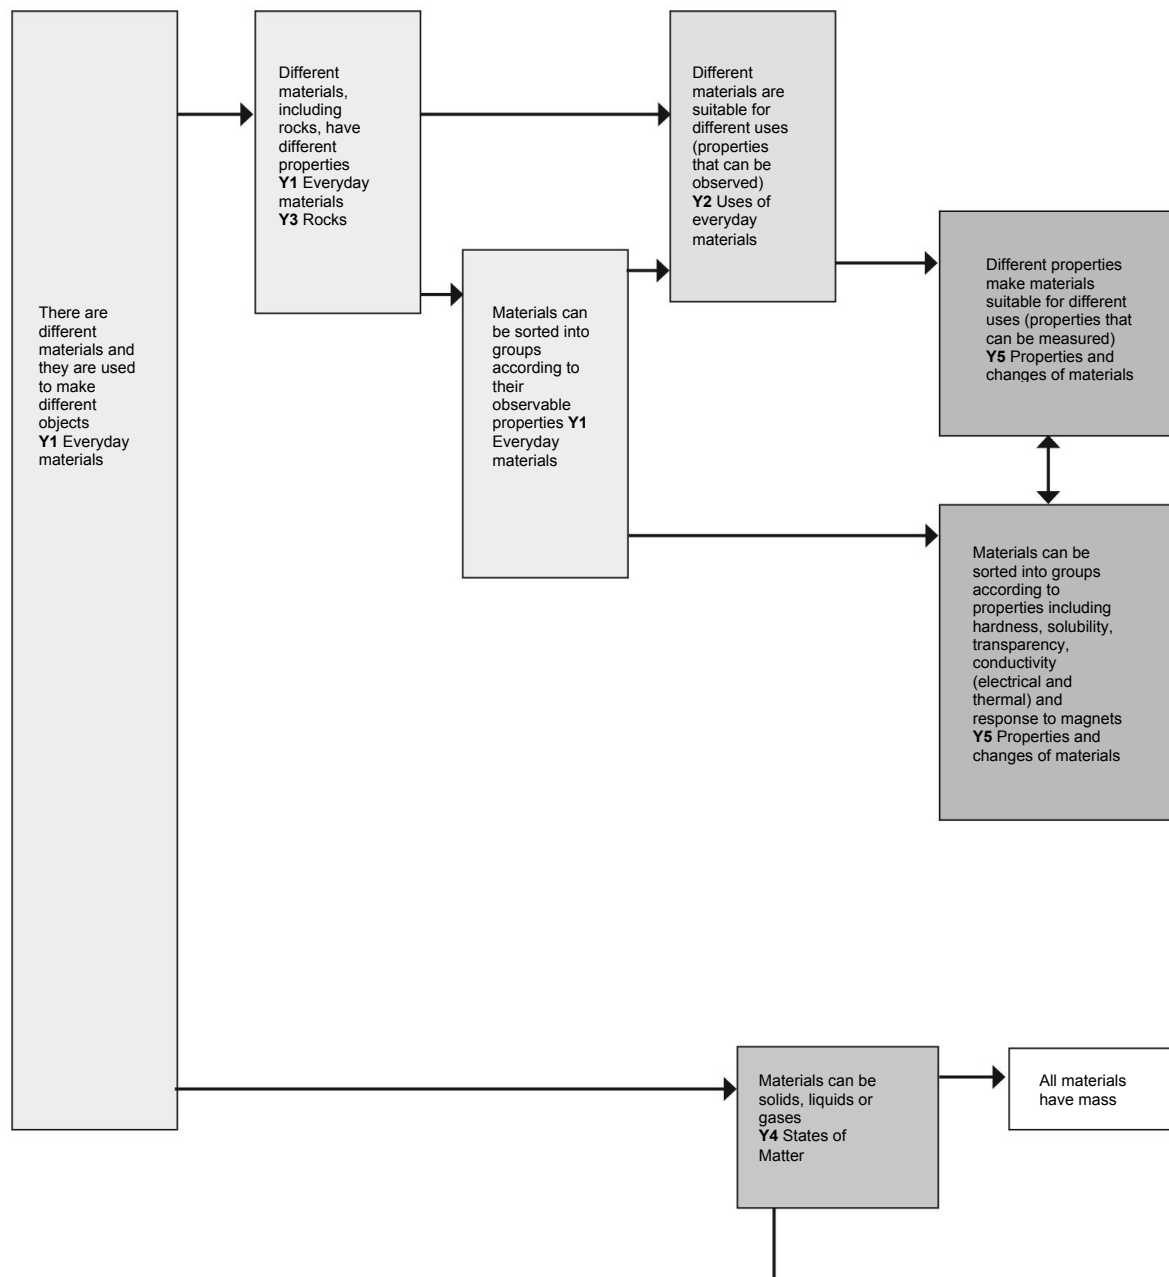 There are
different
materials and
they are used
to make
different
objects
Y1 Everyday
materials
Different
materials,
including
rocks, have
different
properties
Y1 Everyday
materials
Y3 Rocks
Materials can
be sorted into
groups
according to
their
observable
properties Y1
Everyday
materials
Different
materials are
suitable for
different uses
(properties
that can be
observed)
Y2 Uses of
everyday
materials
Different properties
make materials
suitable for different
uses (properties that
can be measured)
Y5 Properties and
changes of materials
Materials can be
sorted into groups
according to
properties including
hardness, solubility,
transparency,
conductivity
(electrical and
thermal) and
response to magnets
Y5 Properties and
changes of materials
Materials can be
solids, liquids or
gases
Y4 States of
Matter
All materials
have mass